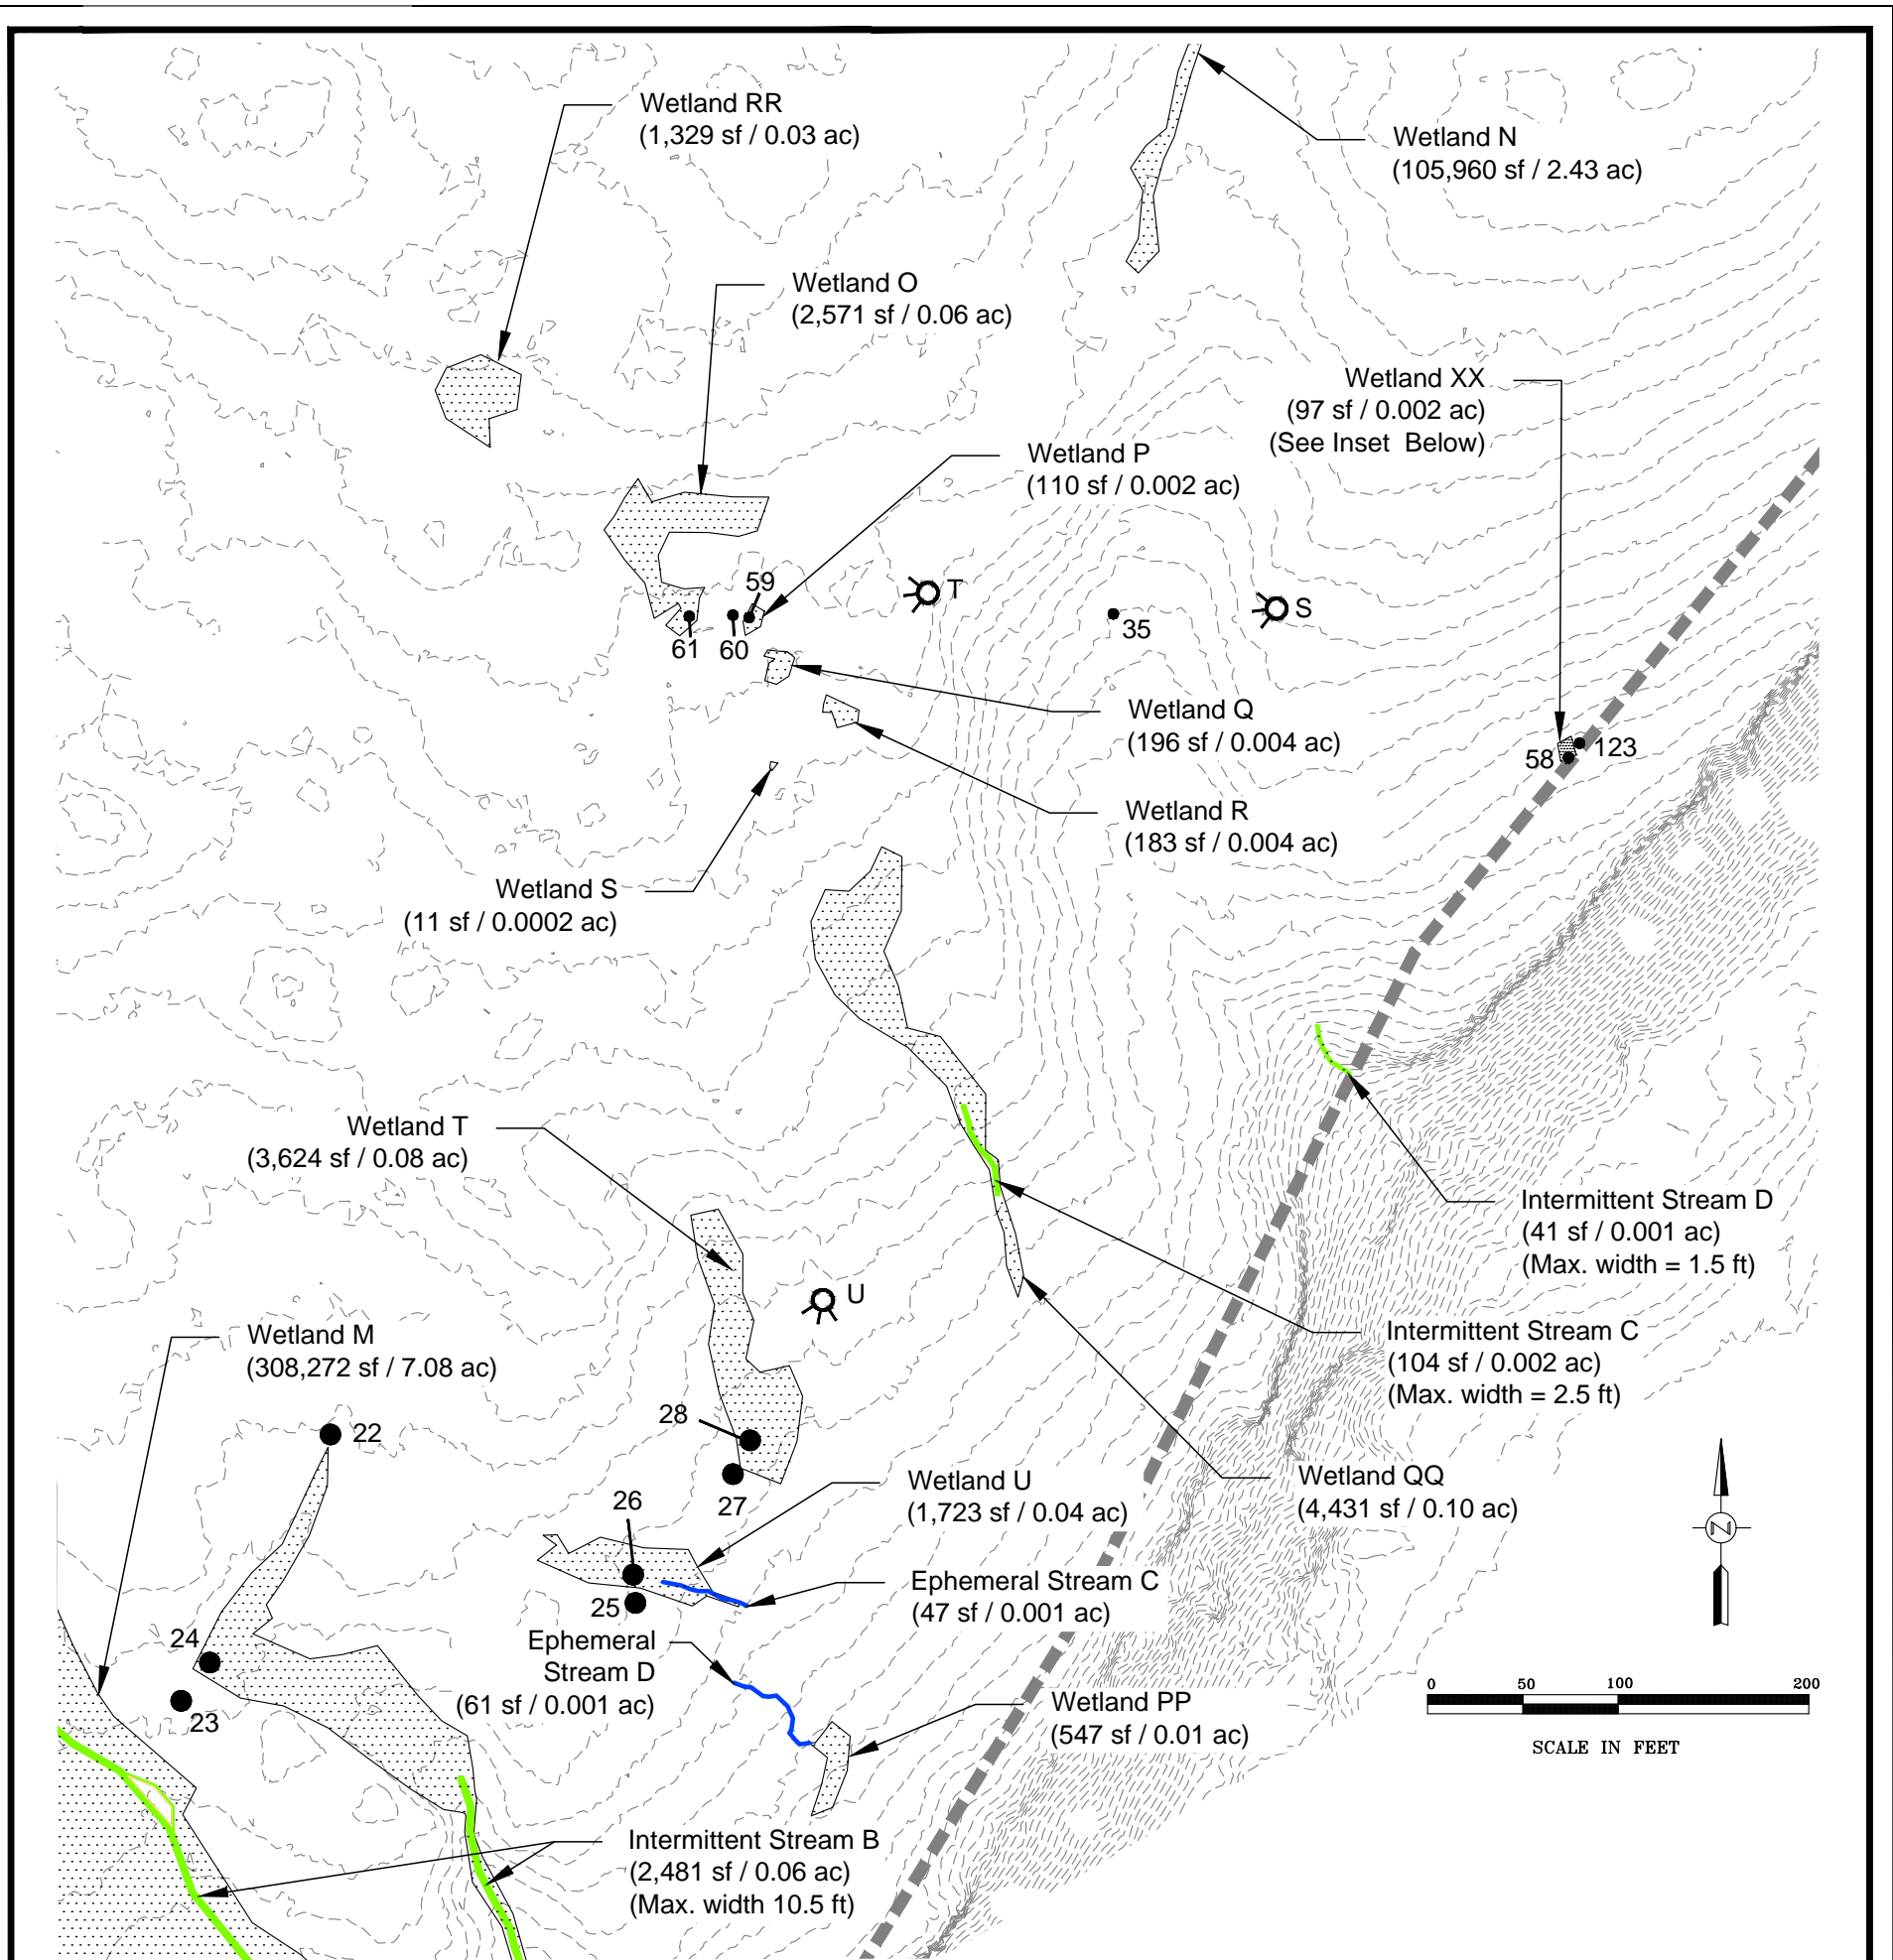 Wetland RR
(1,329 sf / 0.03 ac)
Wetland N
(105,960 sf / 2.43 ac)
Wetland O
(2,571 sf / 0.06 ac)
Wetland XX
(97 sf / 0.002 ac)
(See Inset Below)
Wetland P
(110 sf / 0.002 ac)
59
T
S
35
61
60
Wetland Q
(196 sf / 0.004 ac)
58
123
Wetland R
(183 sf / 0.004 ac)
Wetland S
(11 sf / 0.0002 ac)
Wetland T
(3,624 sf / 0.08 ac)
Intermittent Stream D
(41 sf / 0.001 ac)
(Max. width = 1.5 ft)
U
Wetland M
(308,272 sf / 7.08 ac)
Intermittent Stream C
(104 sf / 0.002 ac)
(Max. width = 2.5 ft)
28
22
Wetland U
(1,723 sf / 0.04 ac)
Wetland QQ
(4,431 sf / 0.10 ac)
26
27
N
Ephemeral Stream C
(47 sf / 0.001 ac)
25
24
Ephemeral
Stream D
(61 sf / 0.001 ac)
23
Wetland PP
(547 sf / 0.01 ac)
0 50 100 200
SCALE IN FEET
Intermittent Stream B
(2,481 sf / 0.06 ac)
(Max. width 10.5 ft)